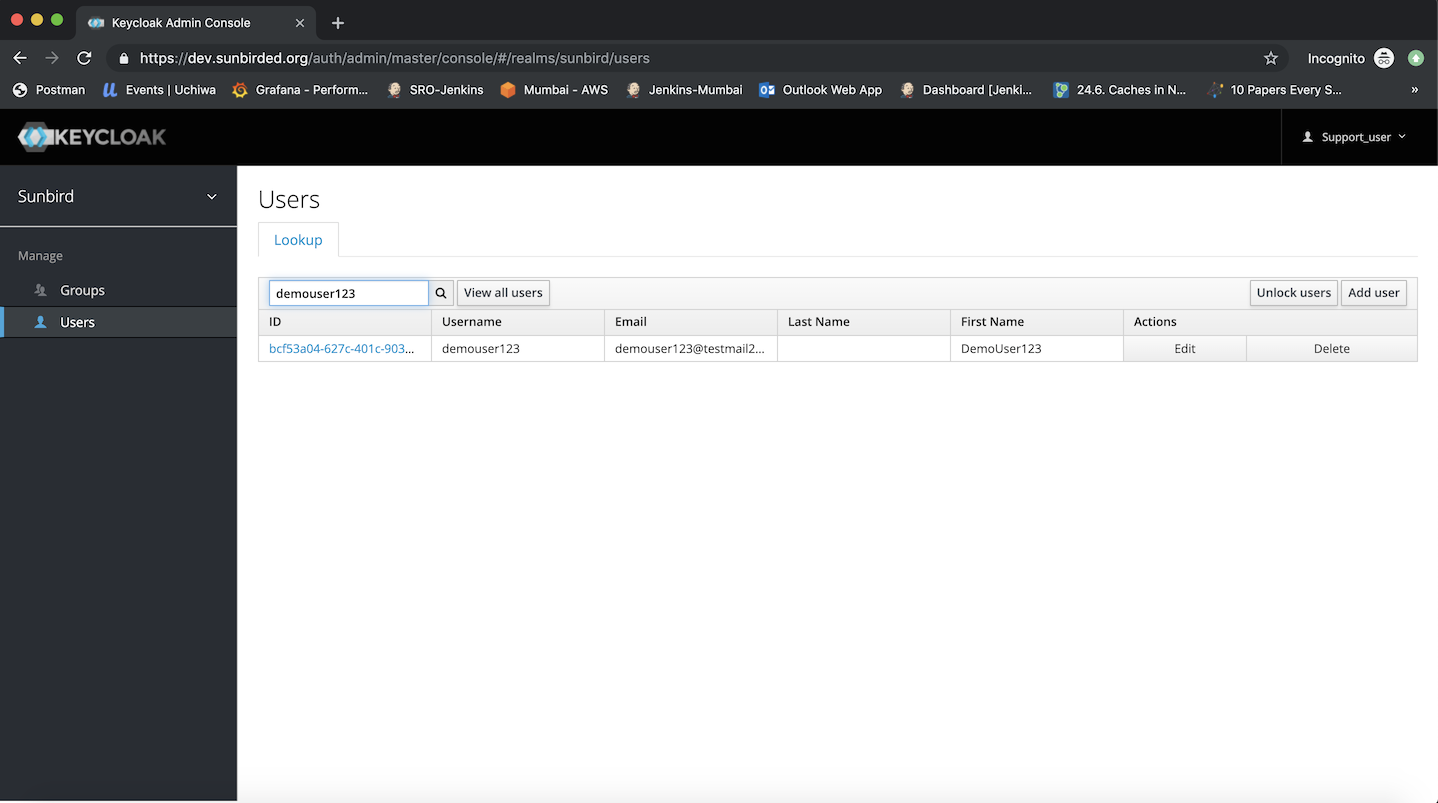 Keycloak Admin Console
https://dev.sunbirded.org/auth/admin/master/console/#/realms/sunbird/users
Incognito
Postman
Events | Uchiwa
Grafana - Perform...
SRO-Jenkins
Mumbai - AWS
Jenkins-Mumbai
Outlook Web App
Dashboard [Jenki...
24.6. Caches in N...
10 Papers Every S...
»
KEYCLOAK
Support_user
Sunbird
Manage
Groups
Users
Users
Lookup
demouser123
View all users
Unlock users
Add user
ID Username Email Last Name First Name Actions
bcf53a04-627c-401c-903... demouser123 demouser123@testmail2... DemoUser123 Edit Delete